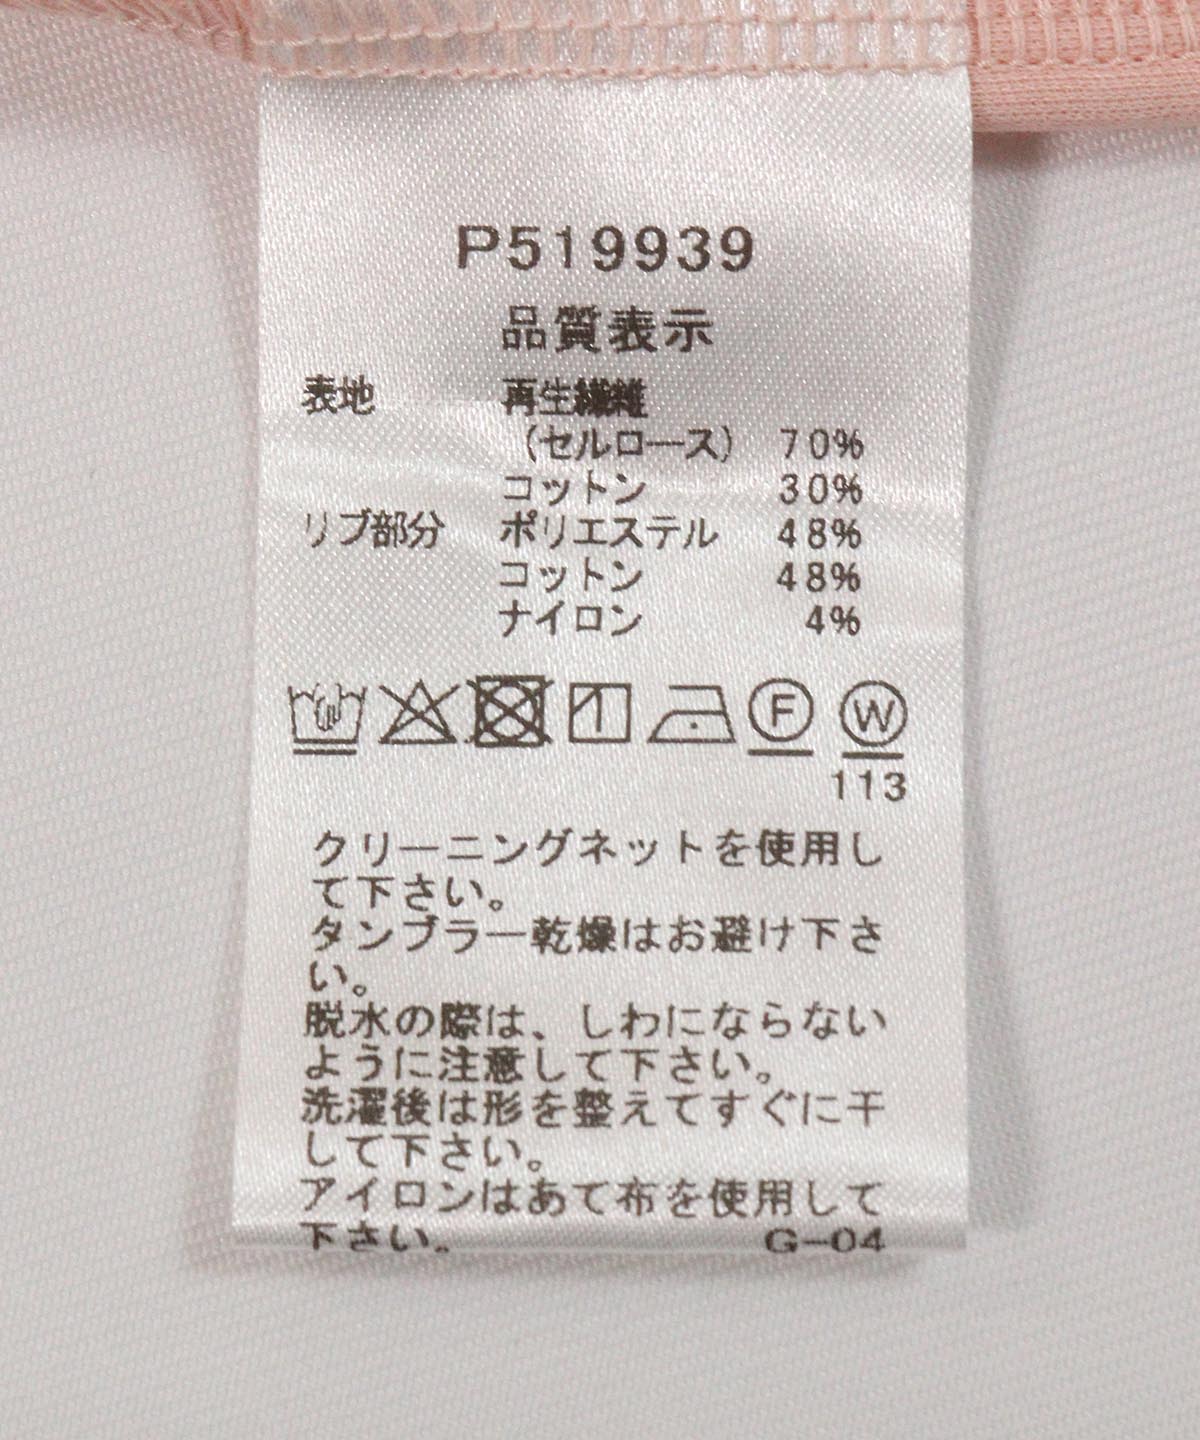 P519939
品質表示
表地 再生繊維
(セルロース) 70%
コットン 30%
リブ部分 ポリエステル 48%
コットン 48%
ナイロン 4%
F W
113
クリーニングネットを使用し
て下さい。
タンブラー乾燥はお避け下さ
い。
脱水の際は、しわにならない
ように注意して下さい。
洗濯後は形を整えてすぐに干
して下さい。
アイロンはあて布を使用して
下さい。 G-04